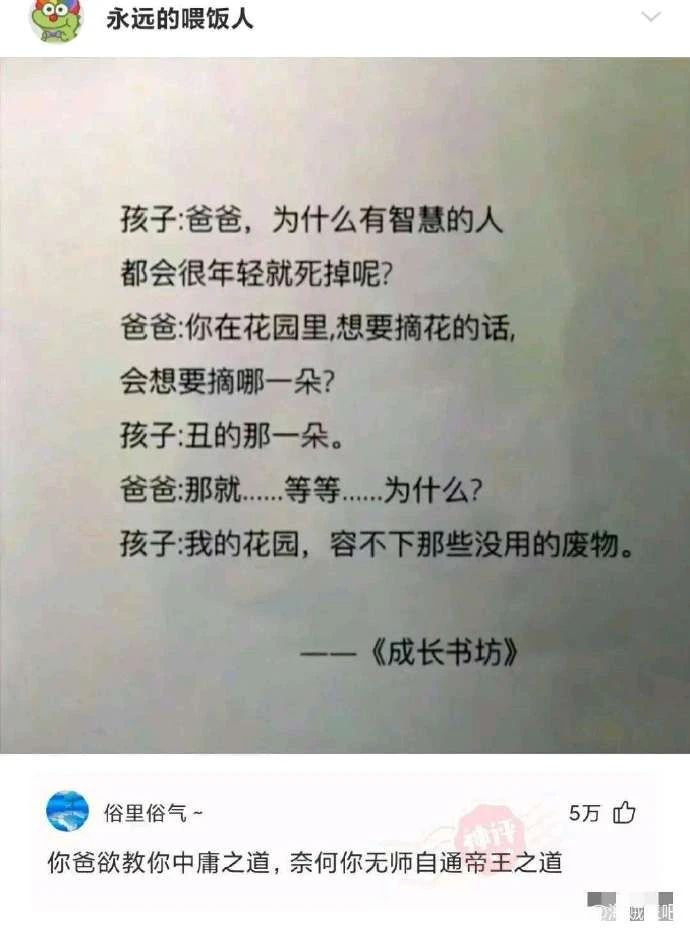 永远的喂饭人
孩子:爸爸，为什么有智慧的人
都会很年轻就死掉呢?
爸爸:你在花园里,想要摘花的话,
会想要摘哪一朵?
孩子:丑的那一朵。
爸爸:那就......等等......为什么?
孩子:我的花园，容不下那些没用的废物。
——《成长书坊》
俗里俗气~
5万
神评
你爸欲教你中庸之道，奈何你无师自通帝王之道